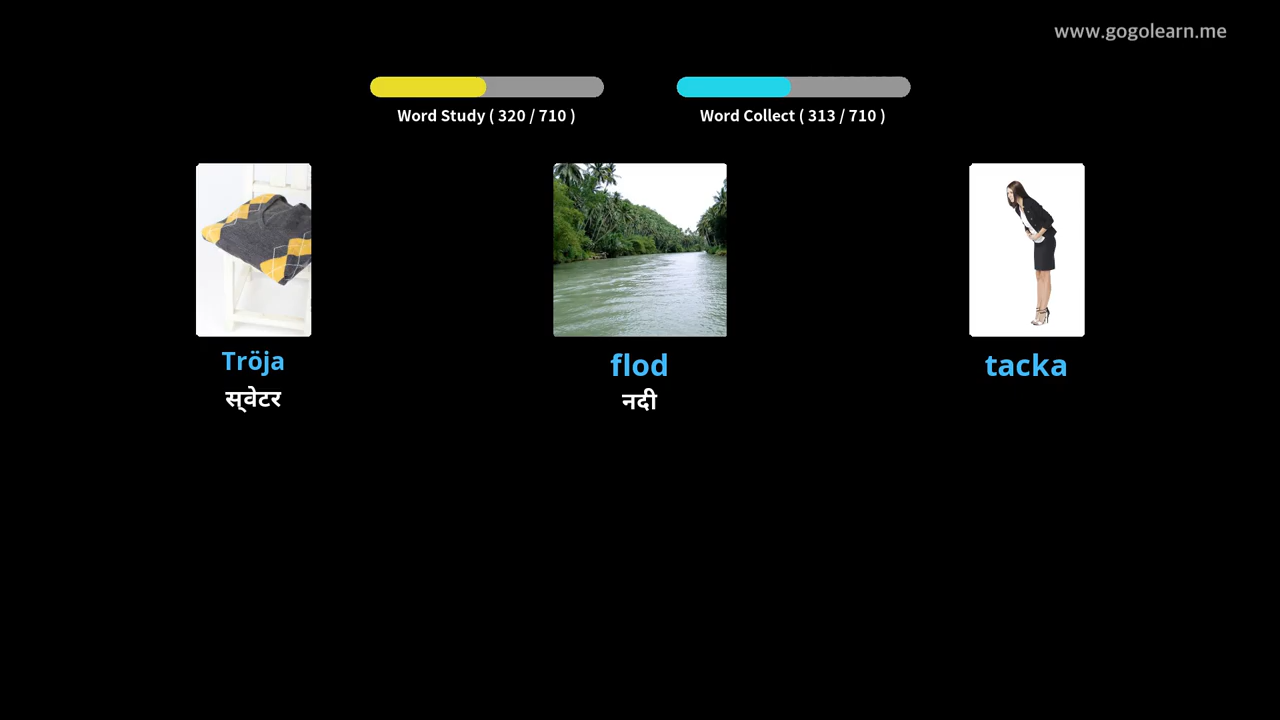 www.gogolearn.me
Word Study ( 320 / 710 )
Word Collect ( 313 / 710 )
Tröja
flod
tacka
स्वेटर
नदी